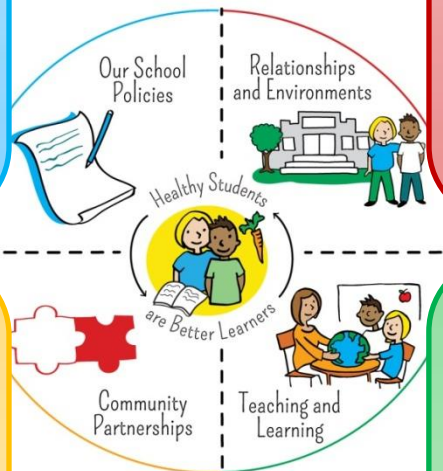 Our School
Policies
Relationships
and Environments
Healthy Students
are Better Learners
Community
Partnerships
Teaching and
Learning